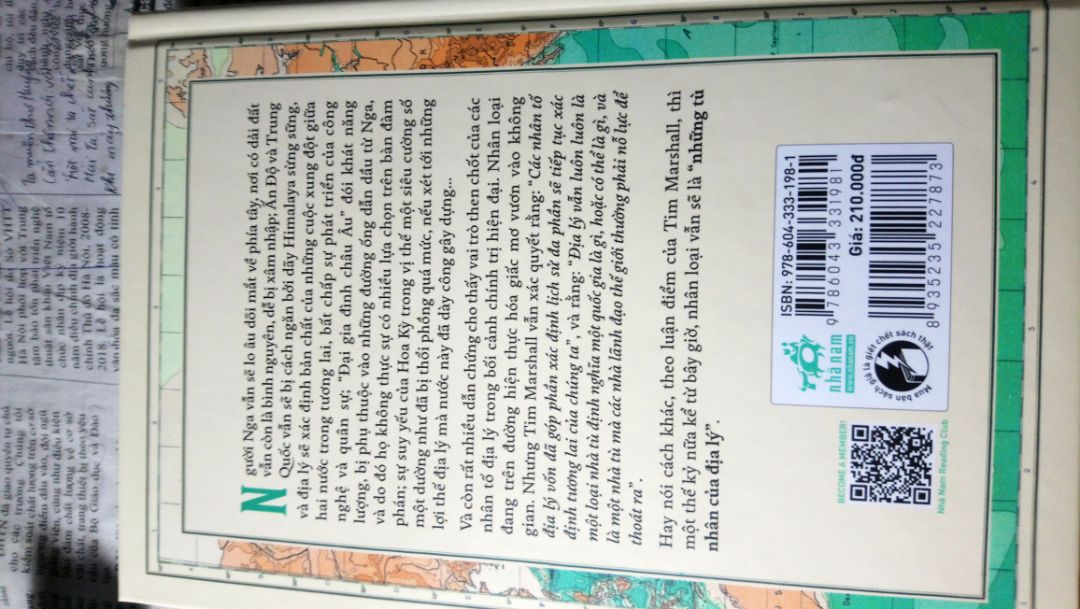 Người Nga vẫn sẽ lo âu dõi mắt về phía tây, nơi có dải đất
vẫn còn là bình nguyên, dễ bị xâm nhập; Ấn Độ và Trung
Quốc vẫn sẽ bị cách ngăn bởi dãy Himalaya sừng sững,
và địa lý sẽ xác định bản chất của những cuộc xung đột giữa
hai nước trong tương lai, bất chấp sự phát triển của công
nghệ và quân sự; "Đại gia đình châu Âu" đói khát năng
lượng, bị phụ thuộc vào những đường ống dẫn dầu từ Nga,
và do đó họ không thực sự có nhiều lựa chọn trên bàn đàm
phán; sự suy yếu của Hoa Kỳ trong vị thế một siêu cường số
một dường như đã bị thổi phồng quá mức, nếu xét tới những
lợi thế địa lý mà nước này đã dày công gây dựng...
Và còn rất nhiều dẫn chứng cho thấy vai trò then chốt của các
nhân tố địa lý trong bối cảnh chính trị hiện đại. Nhân loại
đang trên đường hiện thực hóa giấc mơ vươn vào không
gian. Nhưng Tim Marshall vẫn xác quyết rằng: "Các nhân tố
địa lý vốn đã góp phần xác định lịch sử đa phần sẽ tiếp tục xác
định tương lai của chúng ta", và rằng: "Địa lý vẫn luôn luôn là
một loại nhà tù định nghĩa một quốc gia là gì, hoặc có thể là gì, và
là một nhà tù mà các nhà lãnh đạo thế giới thường phải nỗ lực để
thoát ra".
Hay nói cách khác, theo luận điểm của Tim Marshall, thì
một thế kỷ nữa kể từ bây giờ, nhân loại vẫn sẽ là "những tù
nhân của địa lý".
BECOME A MEMBER!
Nha Nam Reading Club
nhã nam
www.nhanam.vn
Mua bán sách giả là giết chết sách thật
ISBN: 978-604-333-198-1
9 786043 331981
Giá: 210.000đ
8 935235 227873